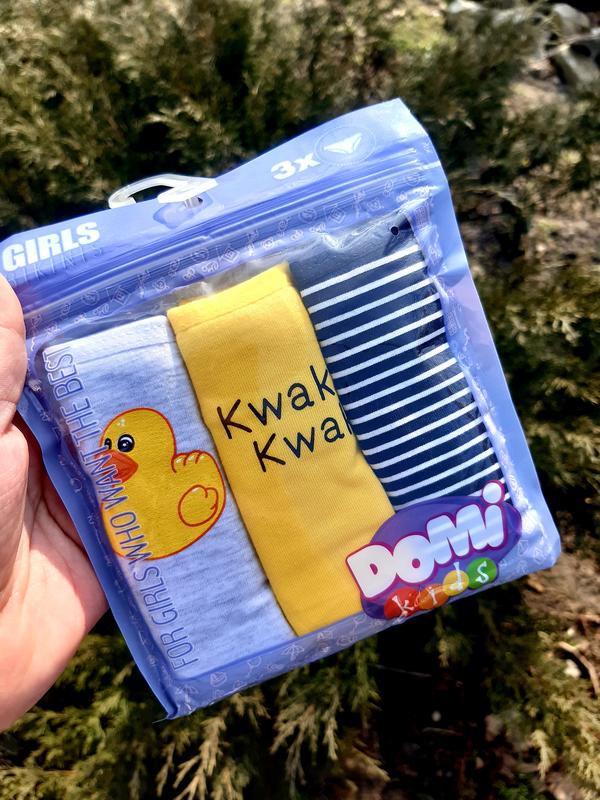 3x
GIRLS
FOR GIRLS WHO WANT THE BEST
Kwak
Kwak
DOMi
kids